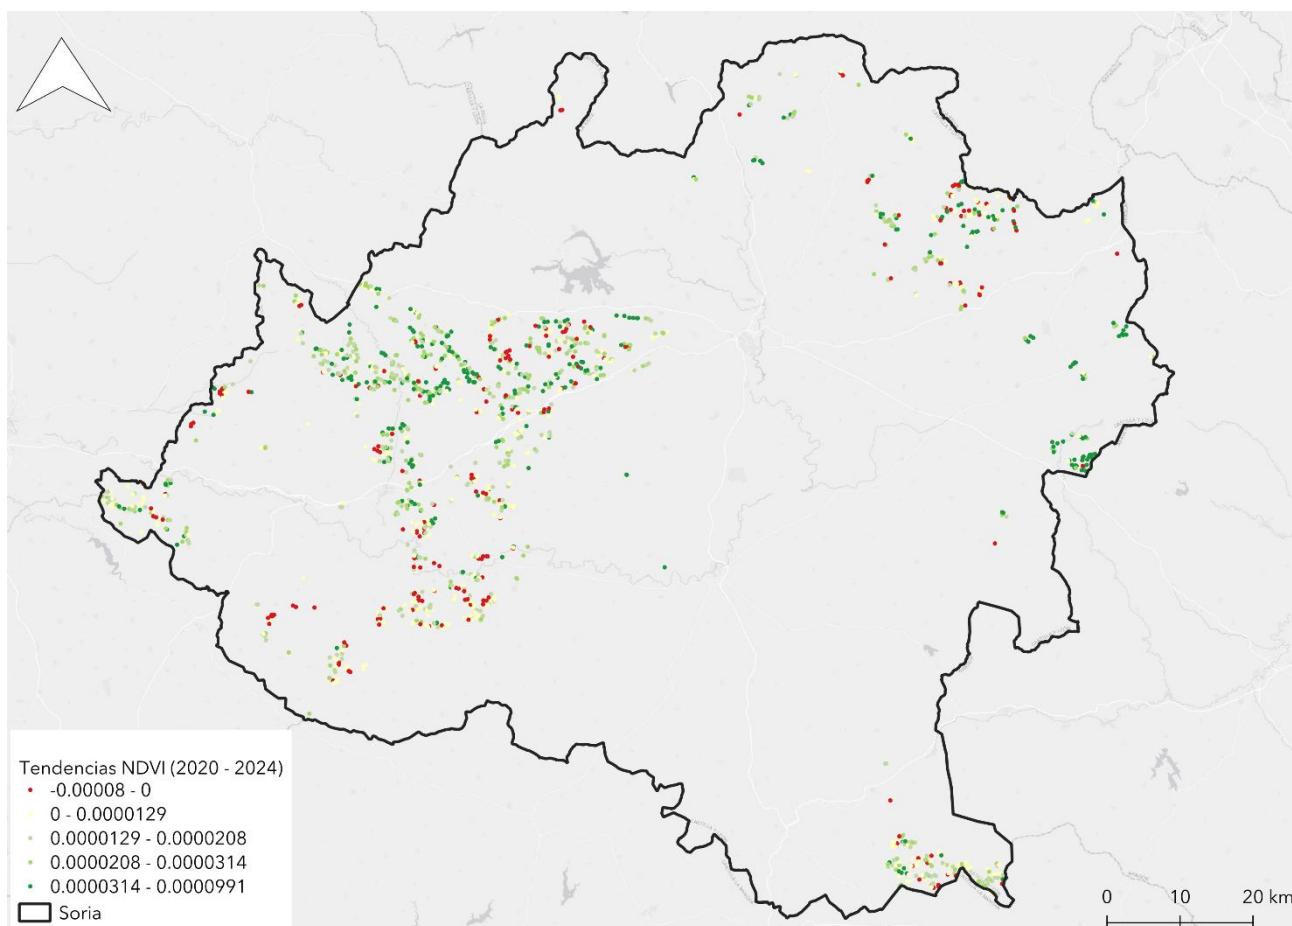 Tendencias NDVI (2020 - 2024)
-0.00008 - 0
0 - 0.0000129
0.0000129 - 0.0000208
0.0000208 - 0.0000314
0.0000314 - 0.0000991
Soria
0 10 20 km